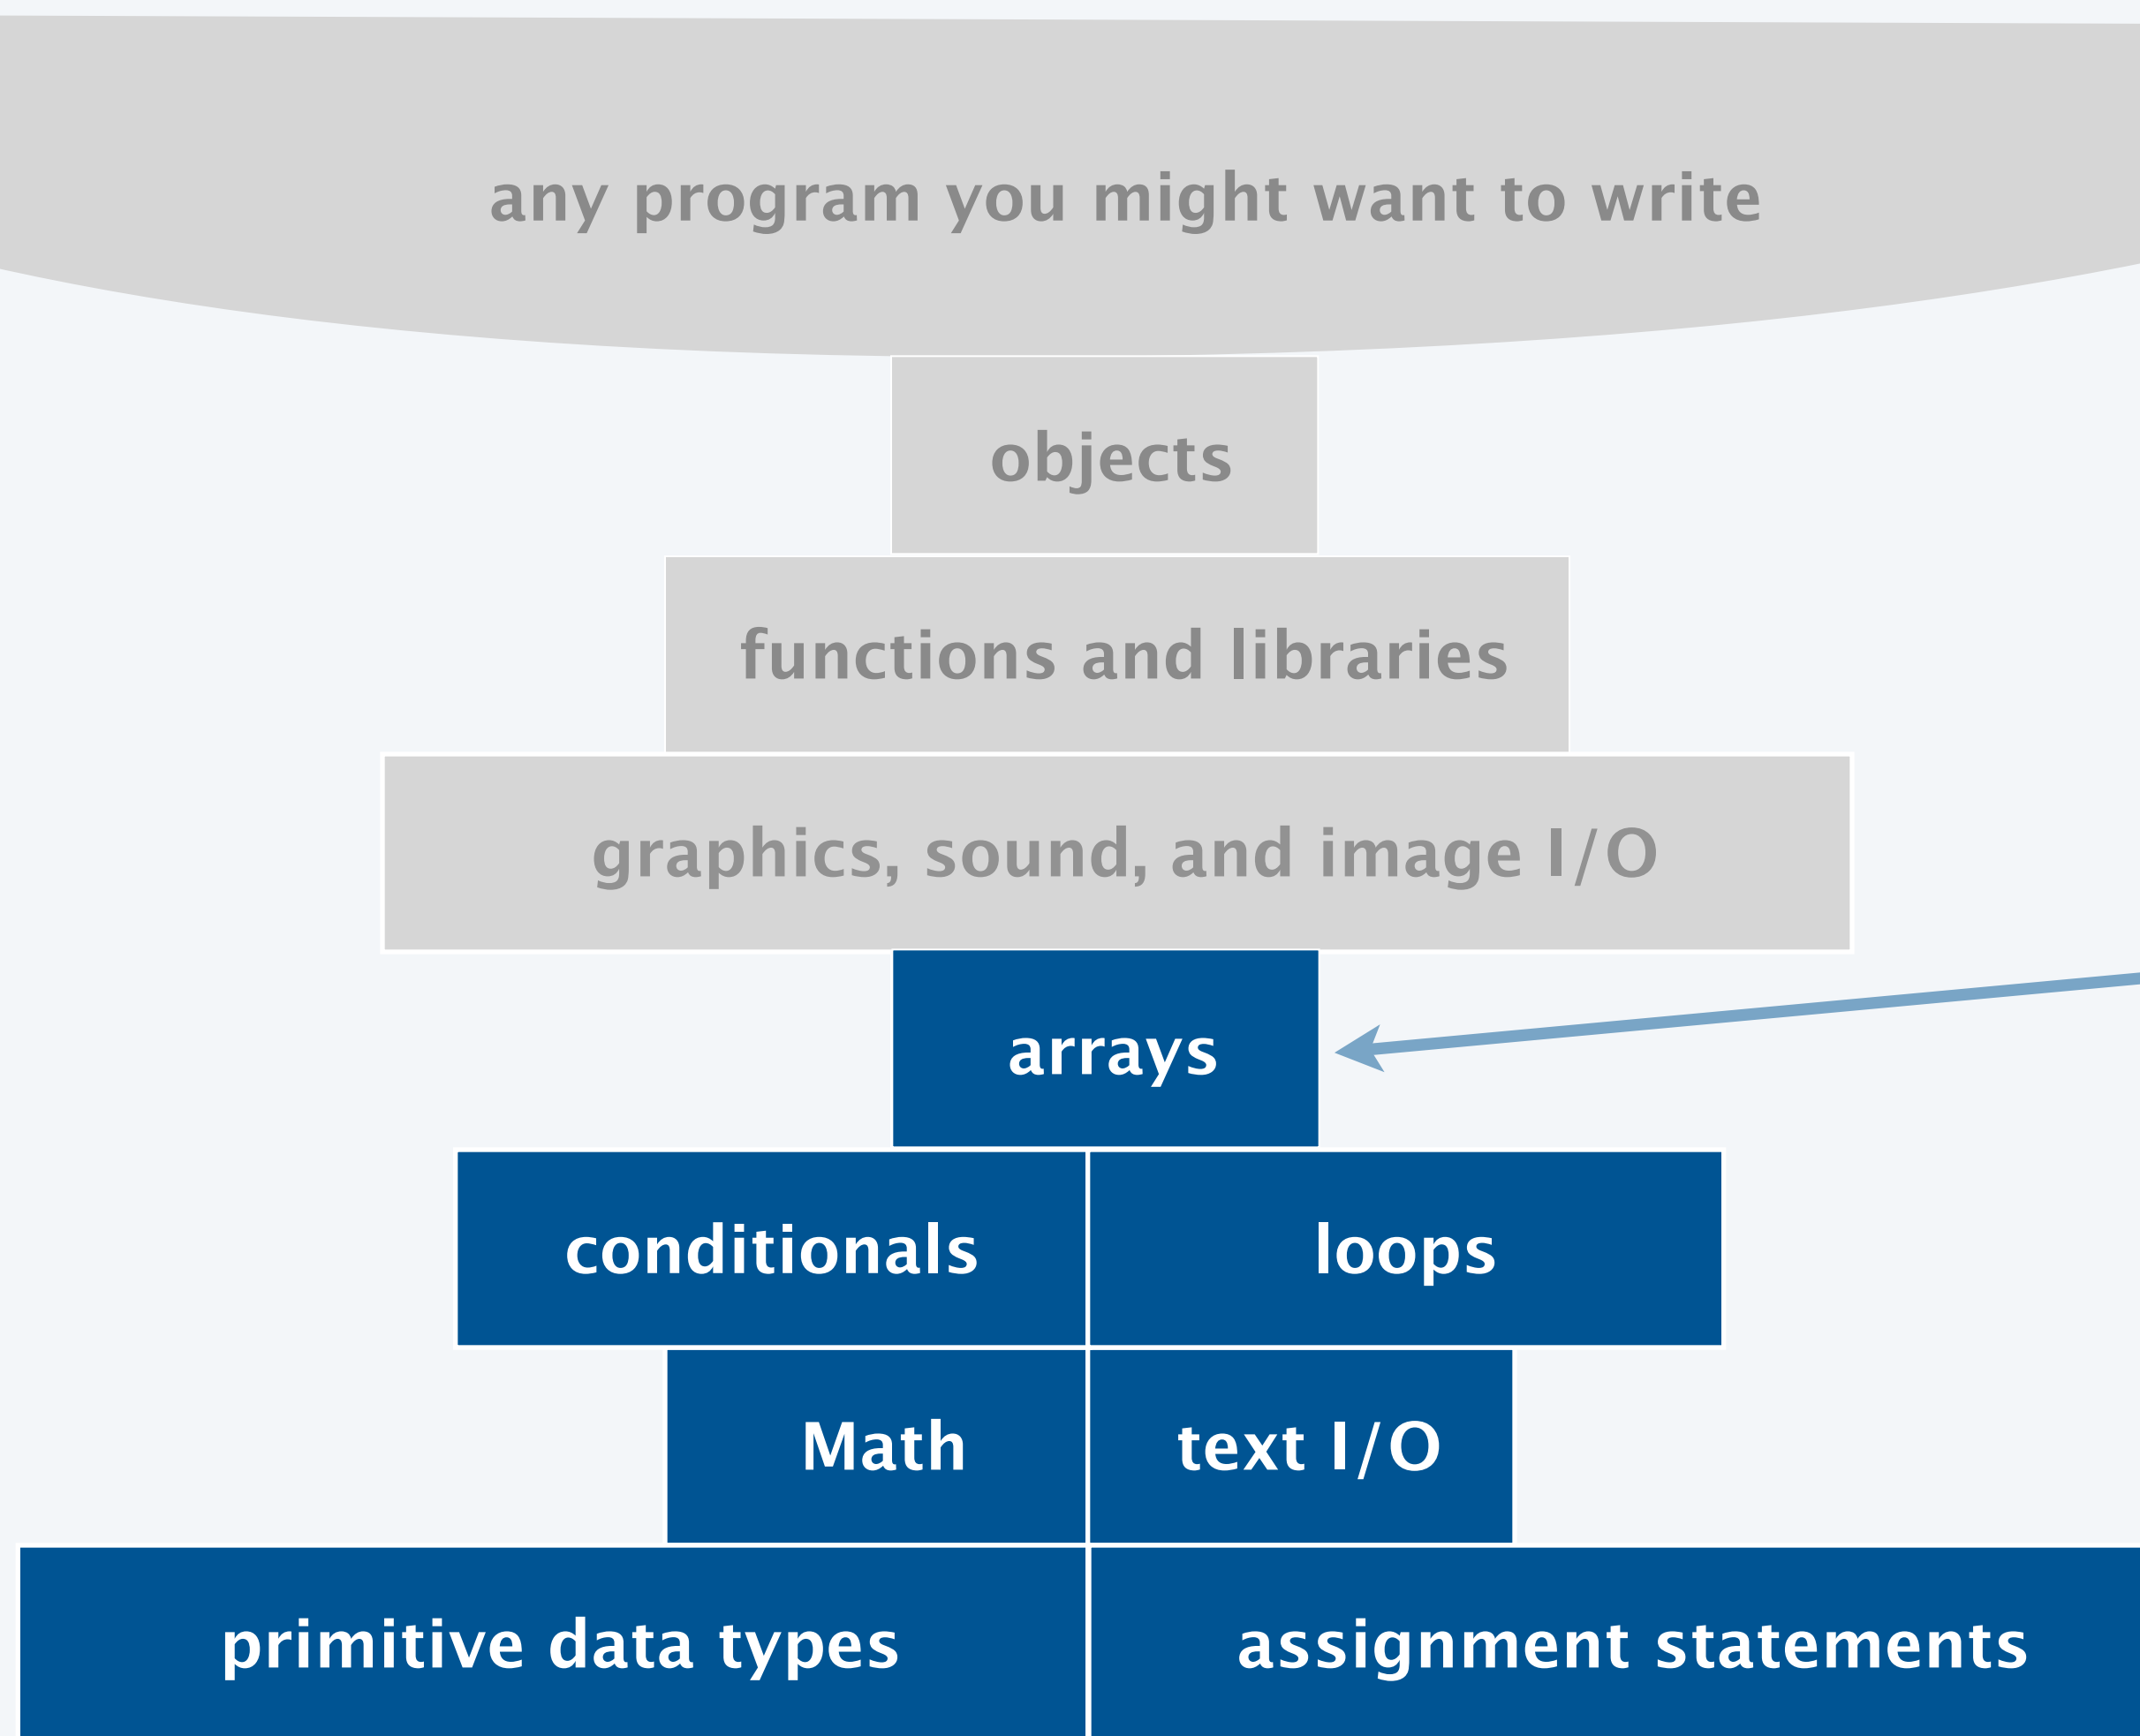 any program you might want to write
objects
functions and libraries
graphics, sound, and image I/O
arrays
conditionals
loops
Math
text I/O
primitive data types
assignment statements